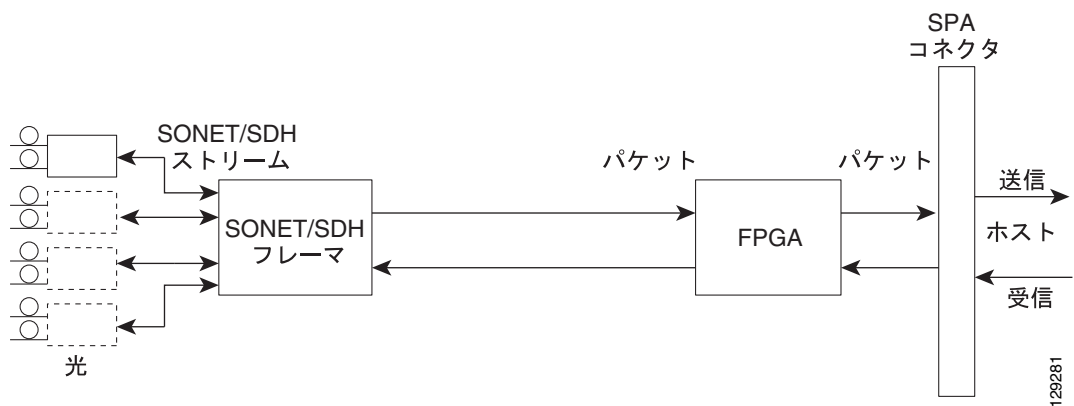 SPA
コネクタ
SONET/SDH
ストリーム
パケット
パケット
送信
SONET/SDH
フレーマ
FPGA
ホスト
受信
光
129281